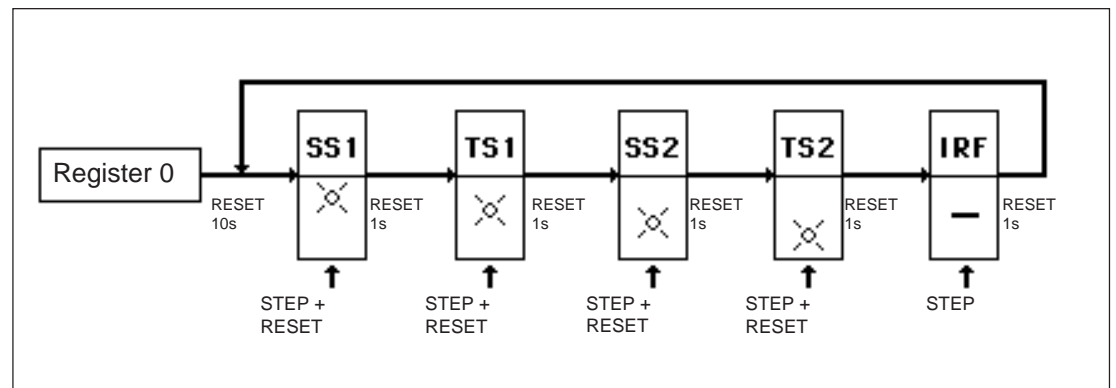 SS1
TS1
SS2
TS2
IRF
Register 0
RESET
10s
RESET
1s
RESET
1s
RESET
1s
RESET
1s
RESET
1s
STEP +
RESET
STEP +
RESET
STEP +
RESET
STEP +
RESET
STEP